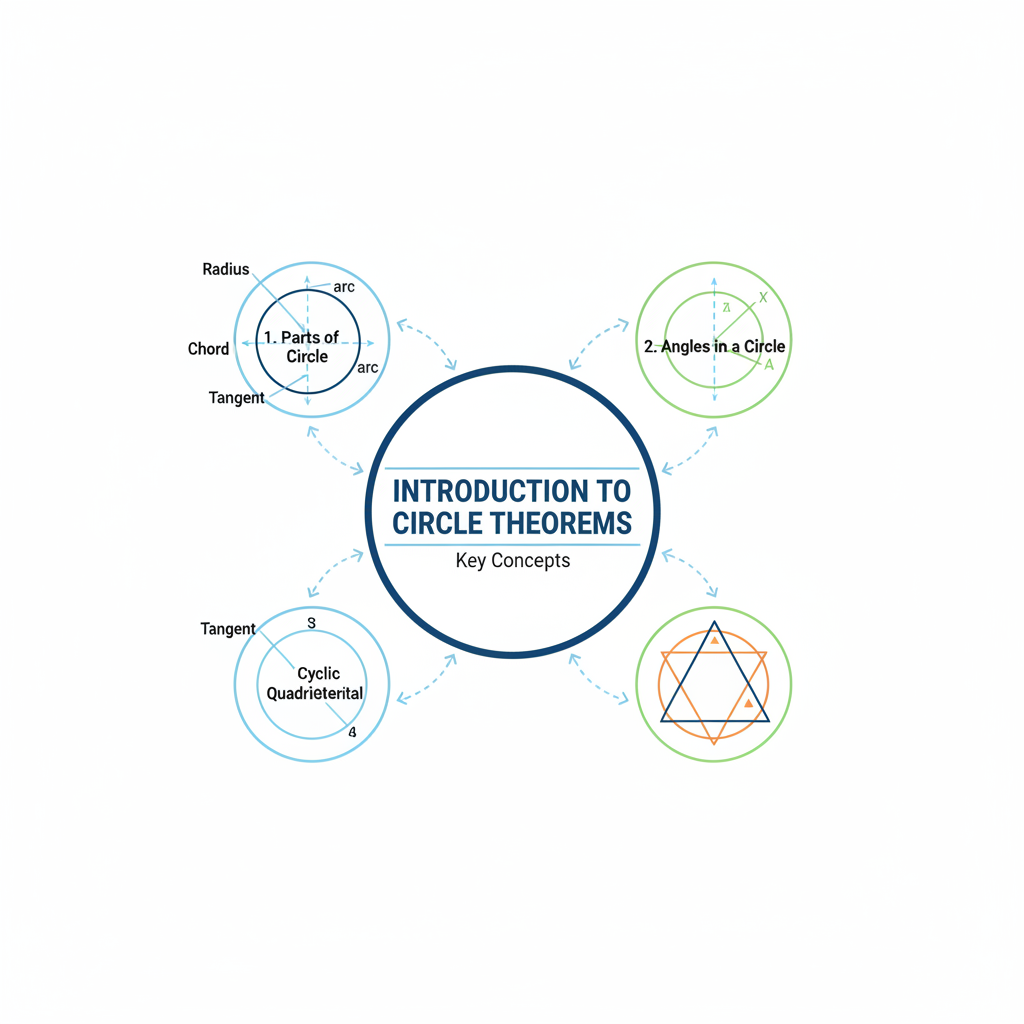 Radius
arc
1. Parts of
Circle
Chord
arc
Tangent
X
2. Angles in a Circle
A
INTRODUCTION TO
CIRCLE THEOREMS
Key Concepts
Tangent
3
Cyclic
Quadrieterital